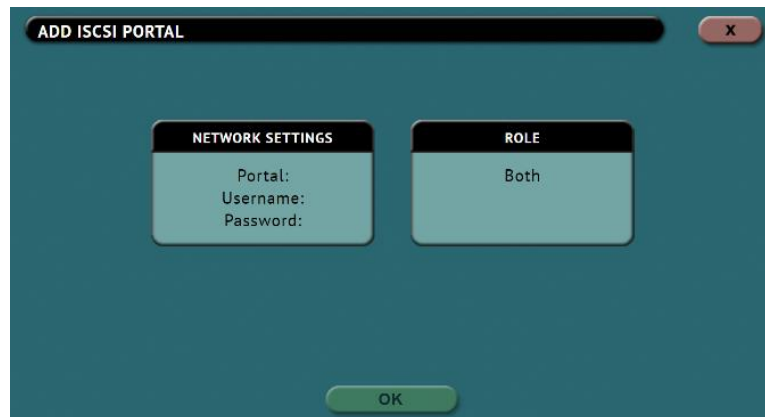 ADD ISCSI PORTAL
X
NETWORK SETTINGS
Portal:
Username:
Password:
ROLE
Both
OK